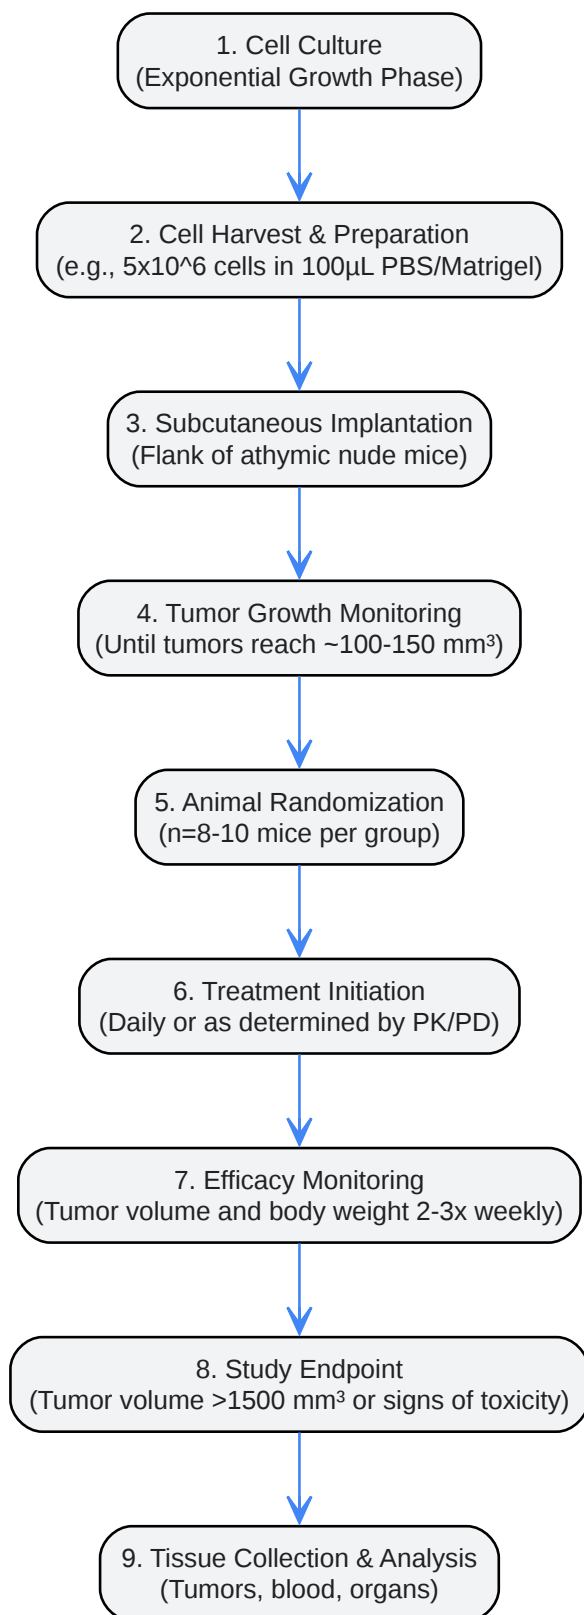 1. Cell Culture
(Exponential Growth Phase)
2. Cell Harvest & Preparation
(e.g., 5x10^6 cells in 100µL PBS/Matrigel)
3. Subcutaneous Implantation
(Flank of athymic nude mice)
4. Tumor Growth Monitoring
(Until tumors reach ~100-150 mm³)
5. Animal Randomization
(n=8-10 mice per group)
6. Treatment Initiation
(Daily or as determined by PK/PD)
7. Efficacy Monitoring
(Tumor volume and body weight 2-3x weekly)
8. Study Endpoint
(Tumor volume >1500 mm³ or signs of toxicity)
9. Tissue Collection & Analysis
(Tumors, blood, organs)